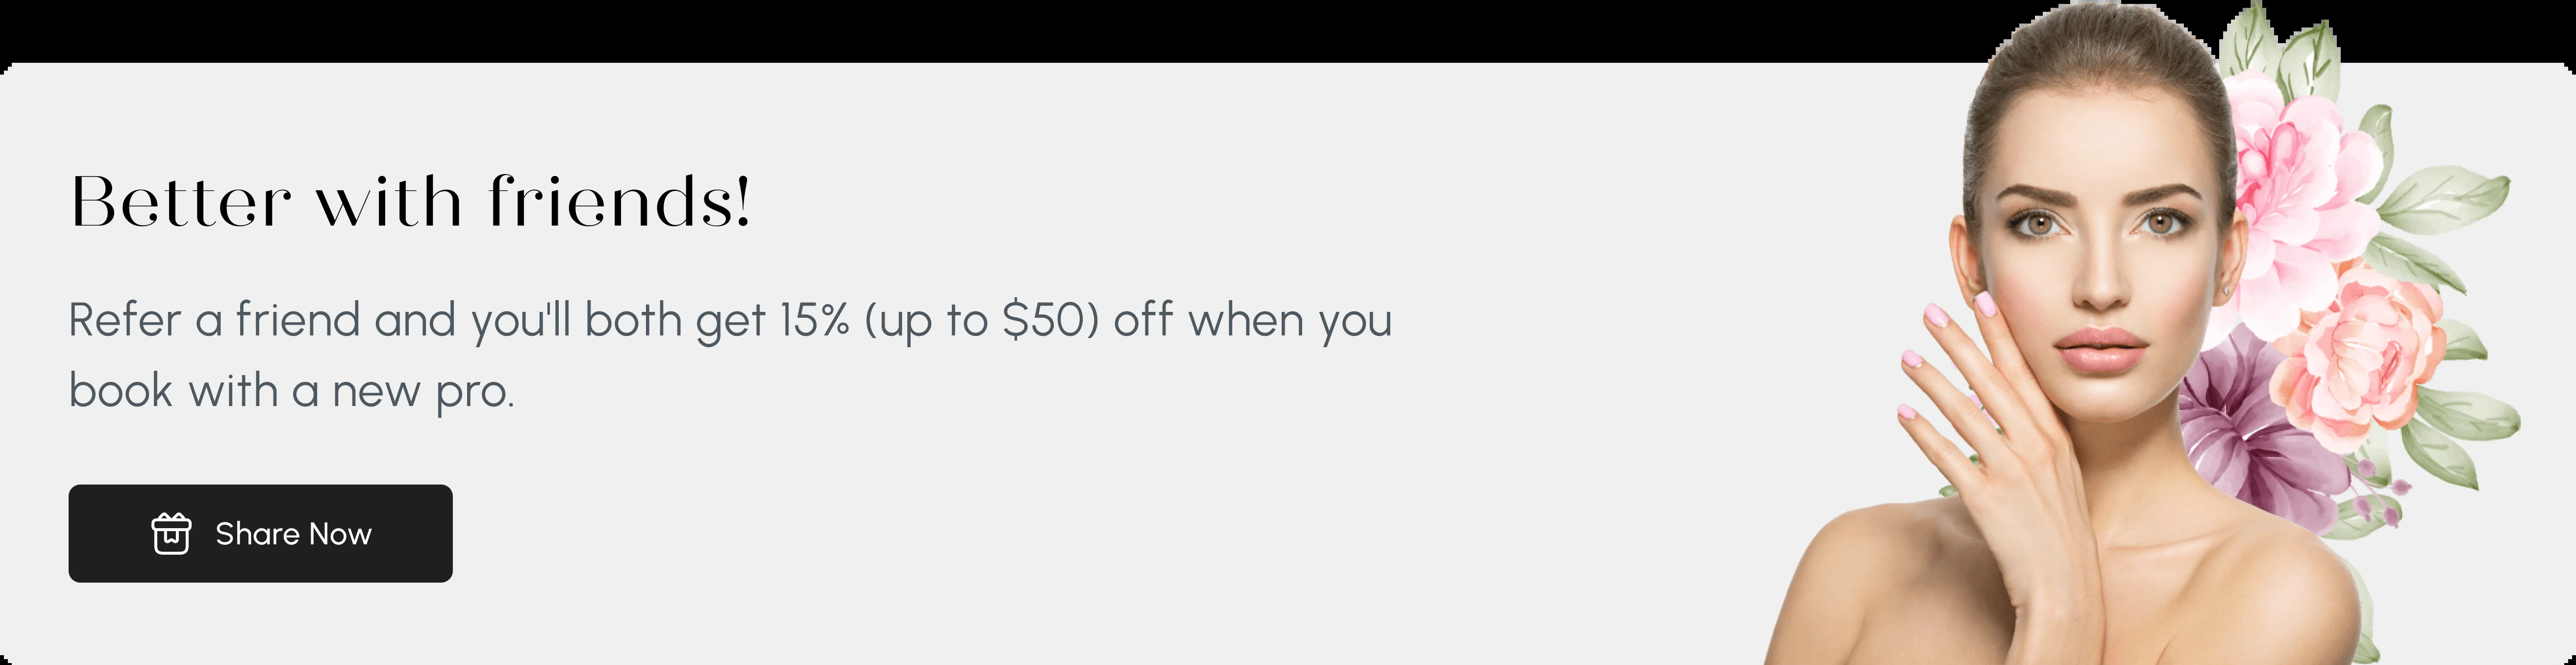 Better with friends!
Refer a friend and you'll both get 15% (up to $50) off when you
book with a new pro.
Share Now